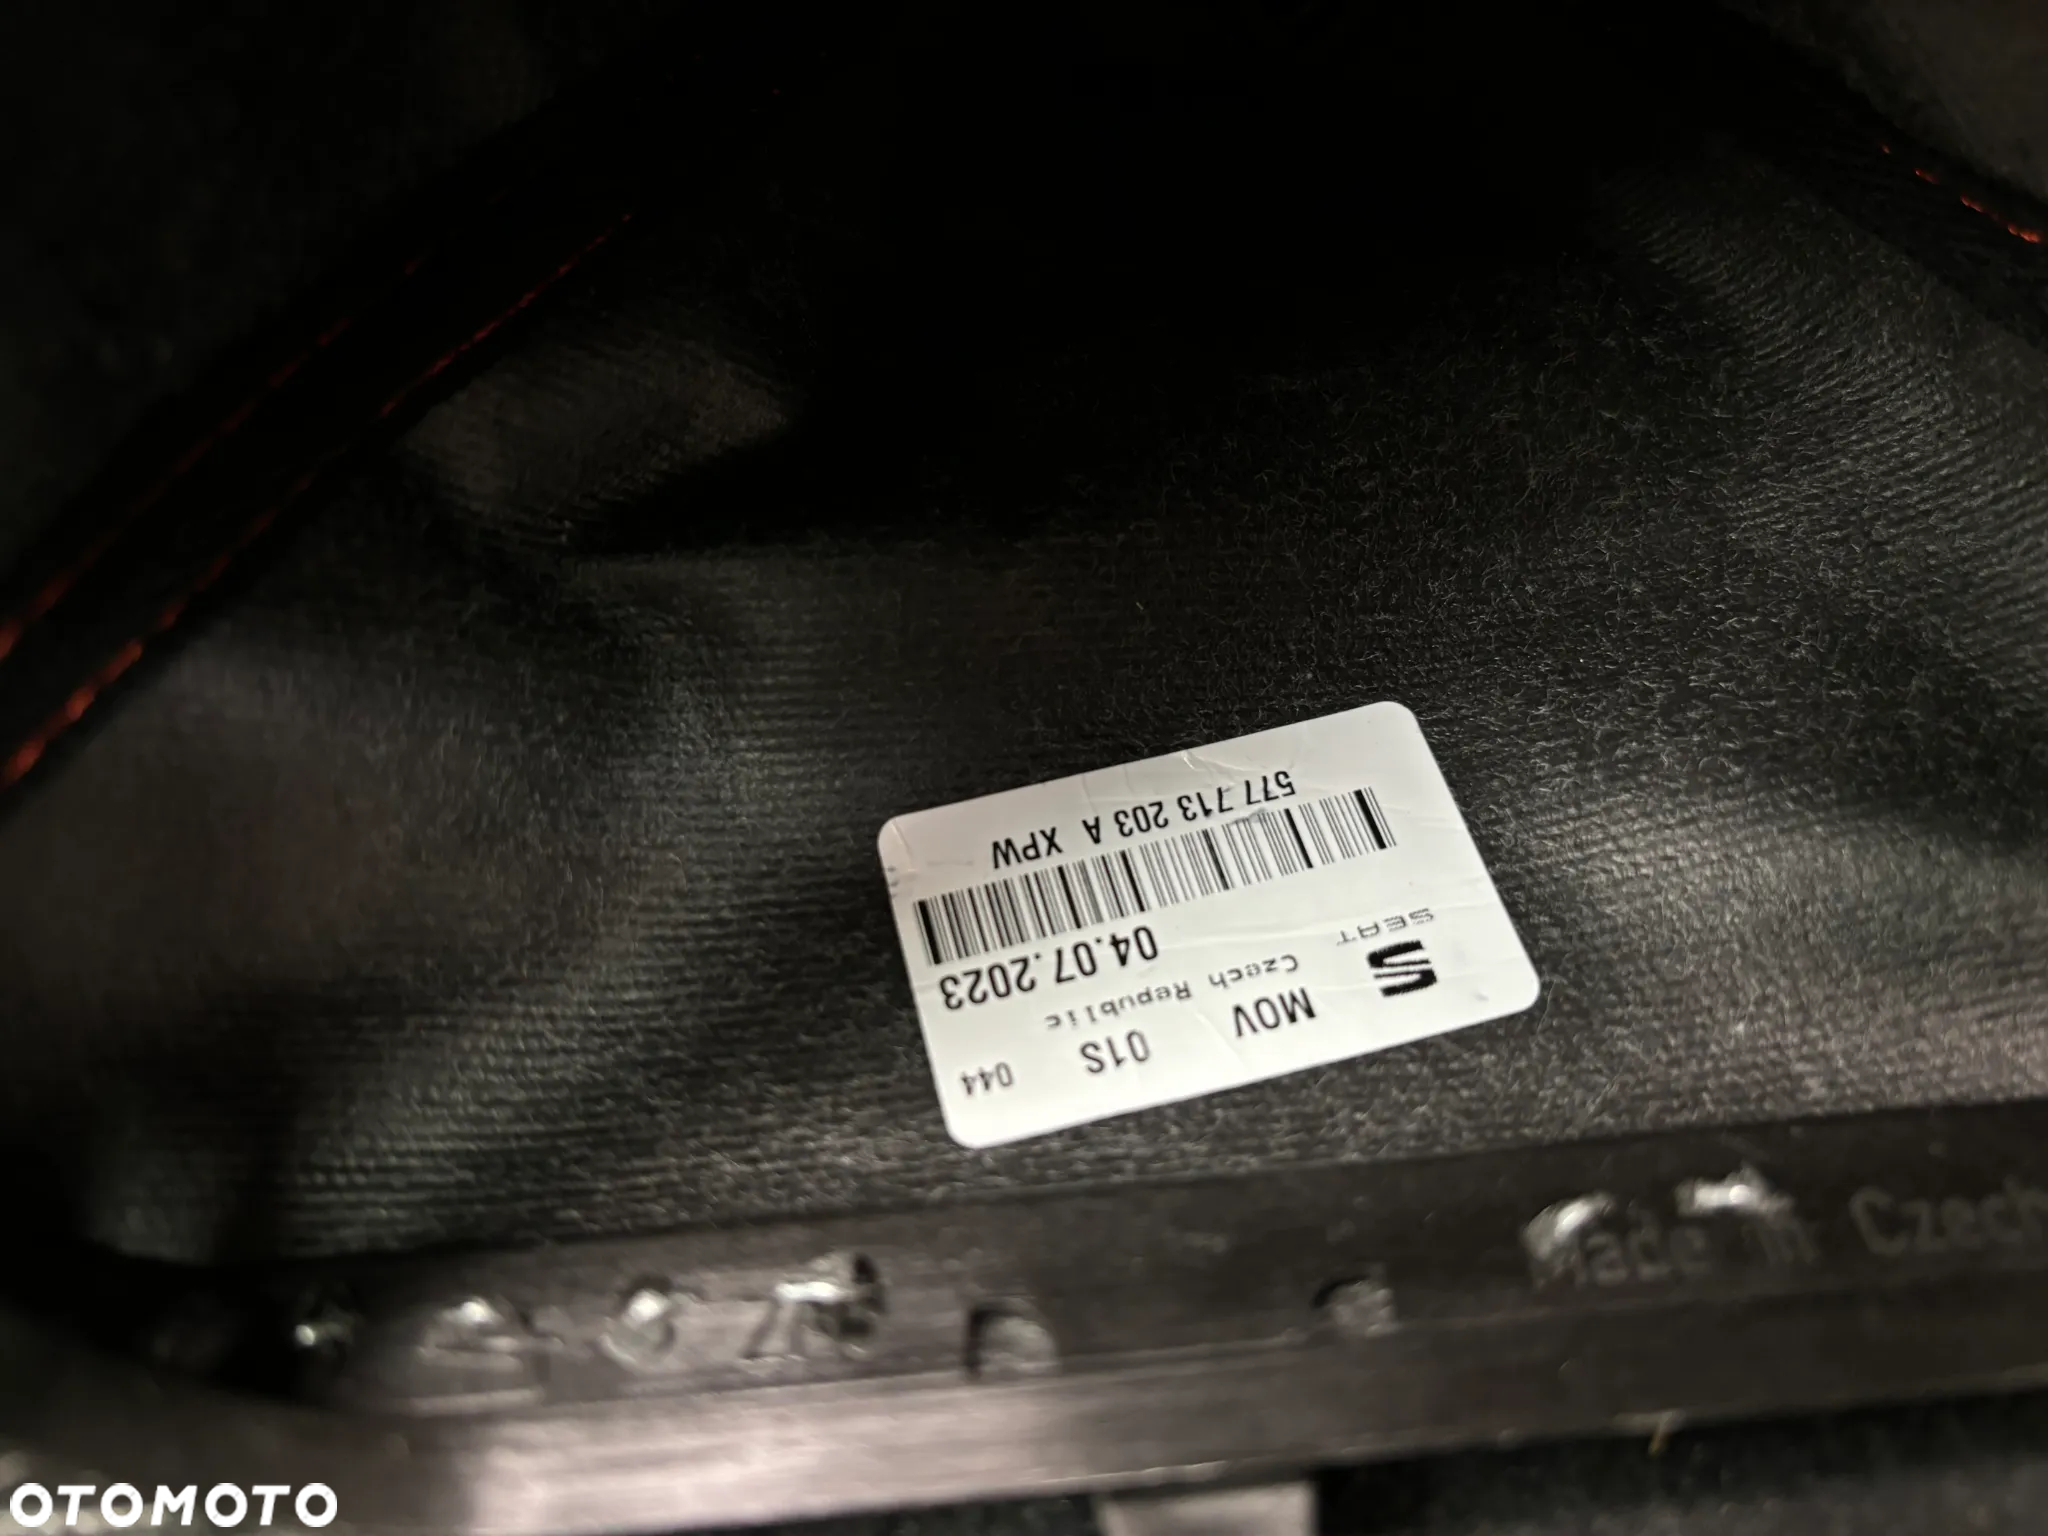 MOV 01S 044
Czech Republic
SEAT
04.07.2023
577 713 203 A XPW
Made in Czech
OTOMOTO